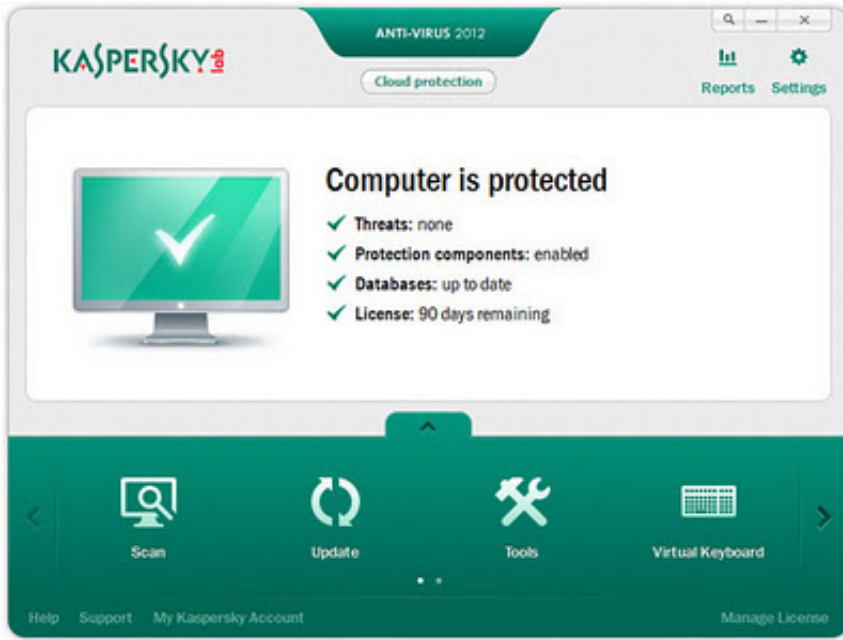 ANTI-VIRUS 2012
KASPERSKY lab
Cloud protection
Reports Settings
Computer is protected
Threats: none
Protection components: enabled
Databases: up to date
License: 90 days remaining
Scan Update Tools Virtual Keyboard
Help Support My Kaspersky Account Manage License